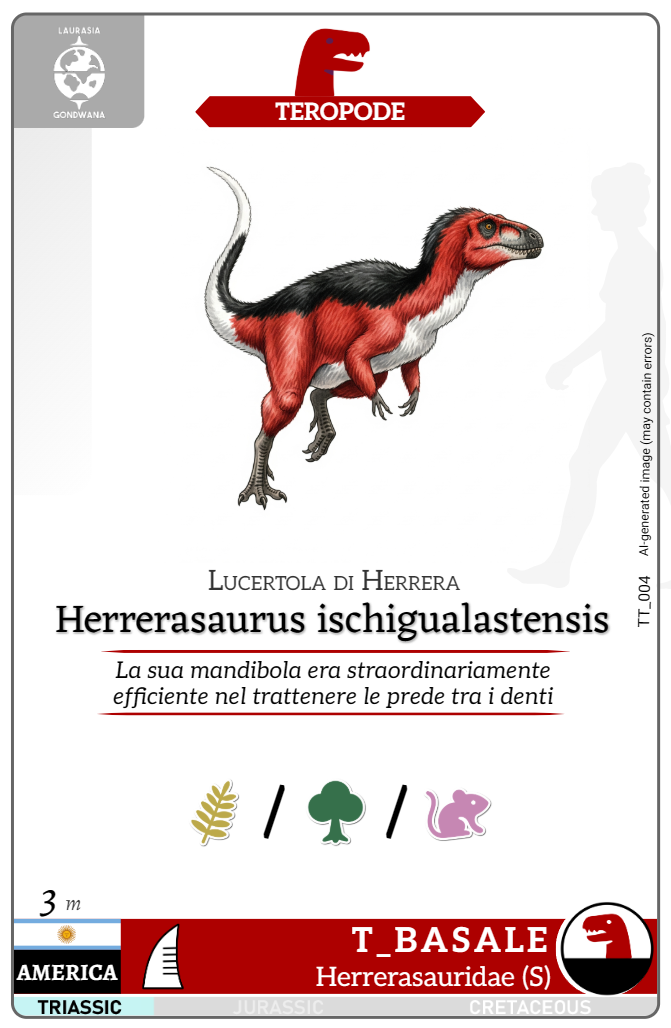 LAURASIA
GONDWANA
TEROPODE
AI-generated image (may contain errors)
TT_004
Lucertola di Herrera
Herrerasaurus ischigualastensis
La sua mandibola era straordinariamente
efficiente nel trattenere le prede tra i denti
/ /
3 m
AMERICA
T_BASALE
Herrerasauridae (S)
TRIASSIC JURASSIC CRETACEOUS